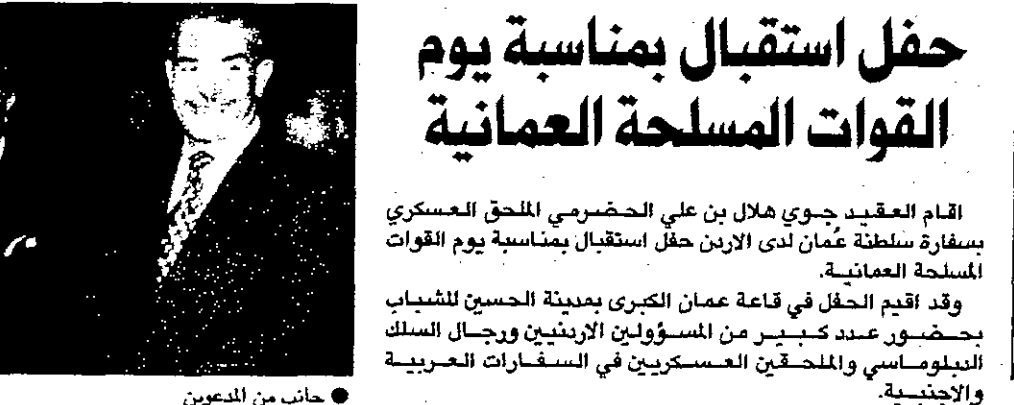 حفل استقبال بمناسبة يوم
القوات المسلحة العمانية
اقام العقيد جوي هلال بن علي الحضرمي الملحق العسكري
بسفارة سلطنة عُمان لدى الاردن حفل استقبال بمناسبة يوم القوات
المسلحة العمانية.
وقد اقيم الحفل في قاعة عمان الكبرى بمدينة الحسين للشباب
بحضور عدد كبير من المسؤولين الاردنيين ورجال السلك
الدبلوماسي والملحقين العسكريين في السفارات العربية
والاجنبية.
● جانب من المدعوين